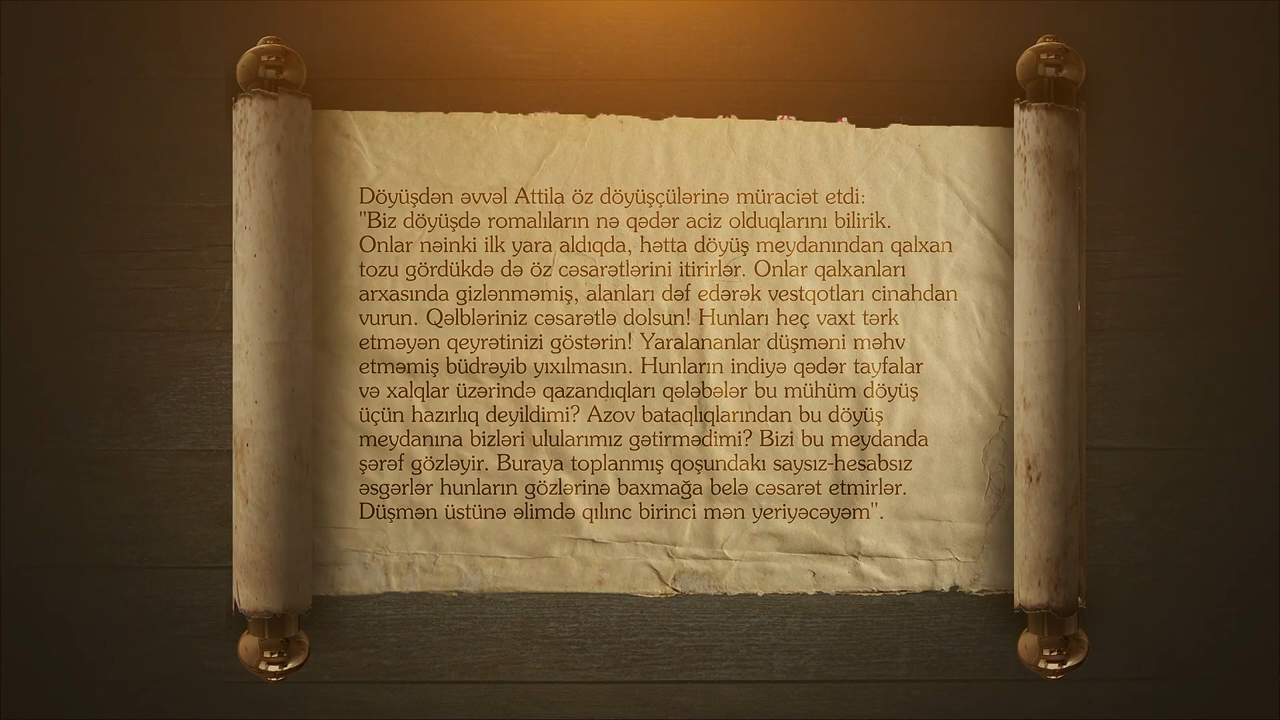 Döyüşdən əvvəl Attila öz döyüşçülərinə müraciət etdi:
"Biz döyüşdə romalıların nə qədər aciz olduqlarını bilirik.
Onlar nəinki ilk yara aldıqda, hətta döyüş meydanından qalxan
tozu gördükdə də öz cəsarətlərini itirirlər. Onlar qalxanları
arxasında gizlənməmiş, alanları dəf edərək vestqotları cinahdan
vurun. Qəlbləriniz cəsarətlə dolsun! Hunları heç vaxt tərk
etməyən qeyrətinizi göstərin! Yaralananlar düşməni məhv
etməmiş büdrəyib yıxılmasın. Hunların indiyə qədər tayfalar
və xalqlar üzərində qazandıqları qələbələr bu mühüm döyüş
üçün hazırlıq deyildimi? Azov bataqlıqlarından bu döyüş
meydanına bizləri ulularımız gətirmədimi? Bizi bu meydanda
şərəf gözləyir. Buraya toplanmış qoşundakı saysız-hesabsız
əsgərlər hunların gözlərinə baxmağa belə cəsarət etmirlər.
Düşmən üstünə əlimdə qılınc birinci mən yeriyəcəyəm".